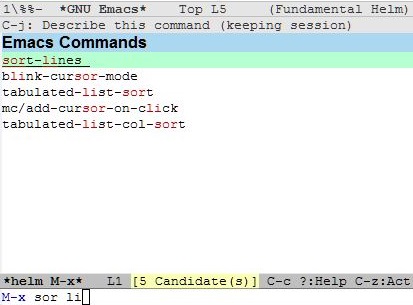 1\%%-  *GNU Emacs*    Top L5     (Fundamental Helm)
C-j: Describe this command (keeping session)
Emacs Commands
sort-lines
blink-cursor-mode
tabulated-list-sort
mc/add-cursor-on-click
tabulated-list-col-sort
*helm M-x*   L1 [5 Candidate(s)] C-c ?:Help C-z:Act
M-x sor li